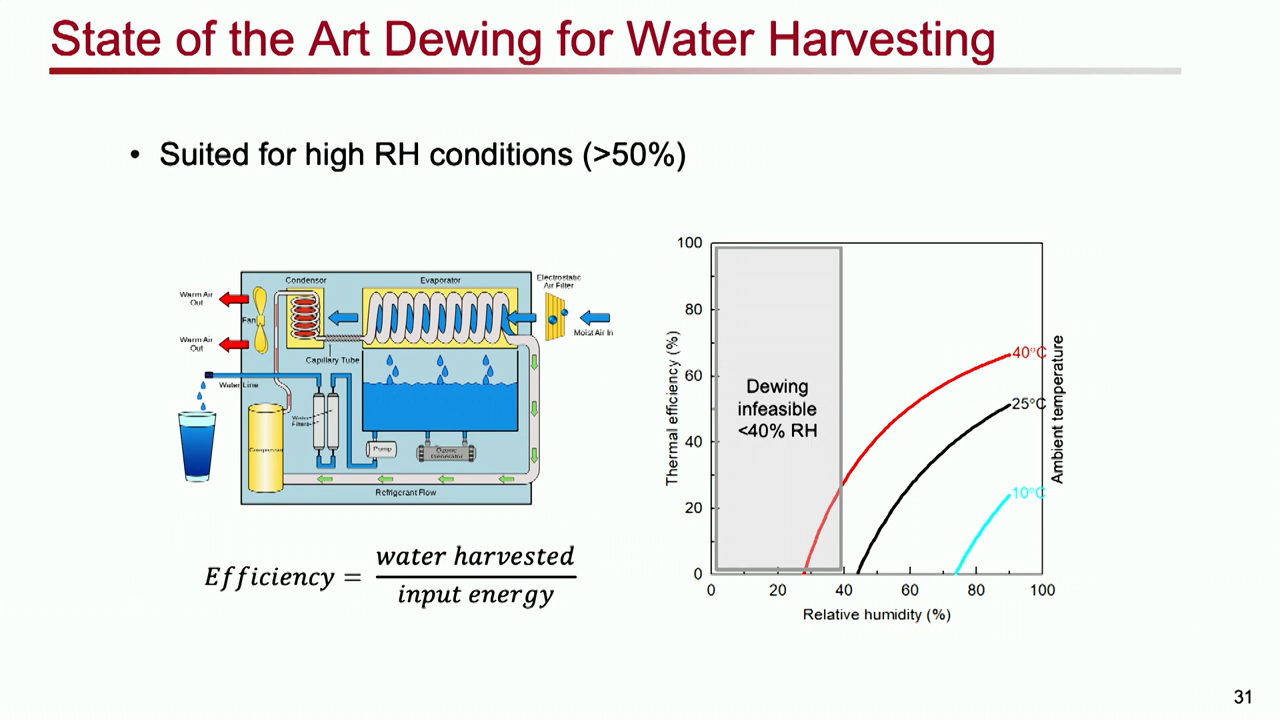 State of the Art Dewing for Water Harvesting
• Suited for high RH conditions (>50%)
Condensor
Evaporator
Electrostatic
Air Filter
Warm Air
Out
Fan
Moist Air In
Warm Air
Out
Capillary Tube
Water Line
Water
Filters
Compressor
Pump
Ozone
Generator
Refrigerant Flow
Efficiency = water harvested
input energy
100
80
60
40
20
0
Thermal efficiency (%)
Dewing
infeasible
<40% RH
40°C
25°C
10°C
Ambient temperature
0 20 40 60 80 100
Relative humidity (%)
31